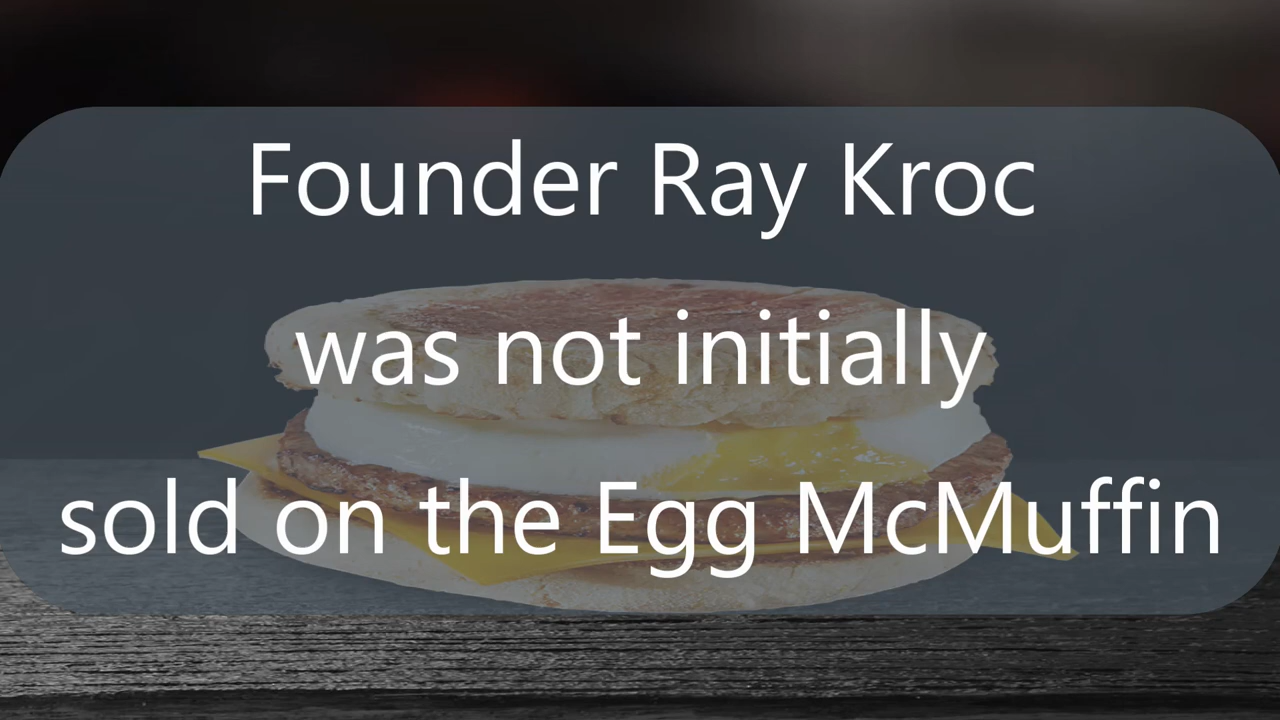 Founder Ray Kroc
was not initially
sold on the Egg McMuffin